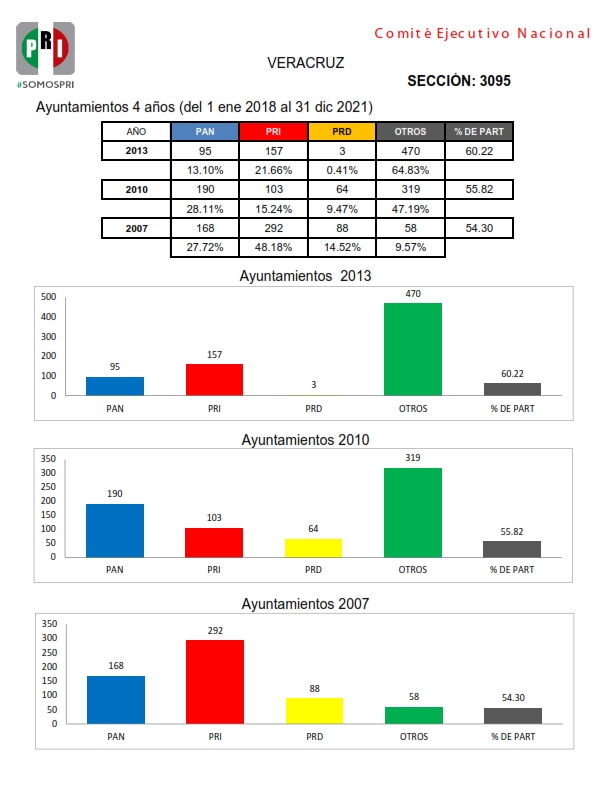 Comité Ejecutivo Nacional
PRI
#SOMOSPRI
VERACRUZ
SECCIÓN: 3095
Ayuntamientos 4 años (del 1 ene 2018 al 31 dic 2021)
AÑO PAN PRI PRD OTROS % DE PART
2013 95 157 3 470 60.22
13.10% 21.66% 0.41% 64.83%
2010 190 103 64 319 55.82
28.11% 15.24% 9.47% 47.19%
2007 168 292 88 58 54.30
27.72% 48.18% 14.52% 9.57%
Ayuntamientos 2013
500
400
300
200
100
0
95 157 3 470 60.22
PAN PRI PRD OTROS % DE PART
Ayuntamientos 2010
350
300
250
200
150
100
50
0
190 103 64 319 55.82
PAN PRI PRD OTROS % DE PART
Ayuntamientos 2007
350
300
250
200
150
100
50
0
168 292 88 58 54.30
PAN PRI PRD OTROS % DE PART